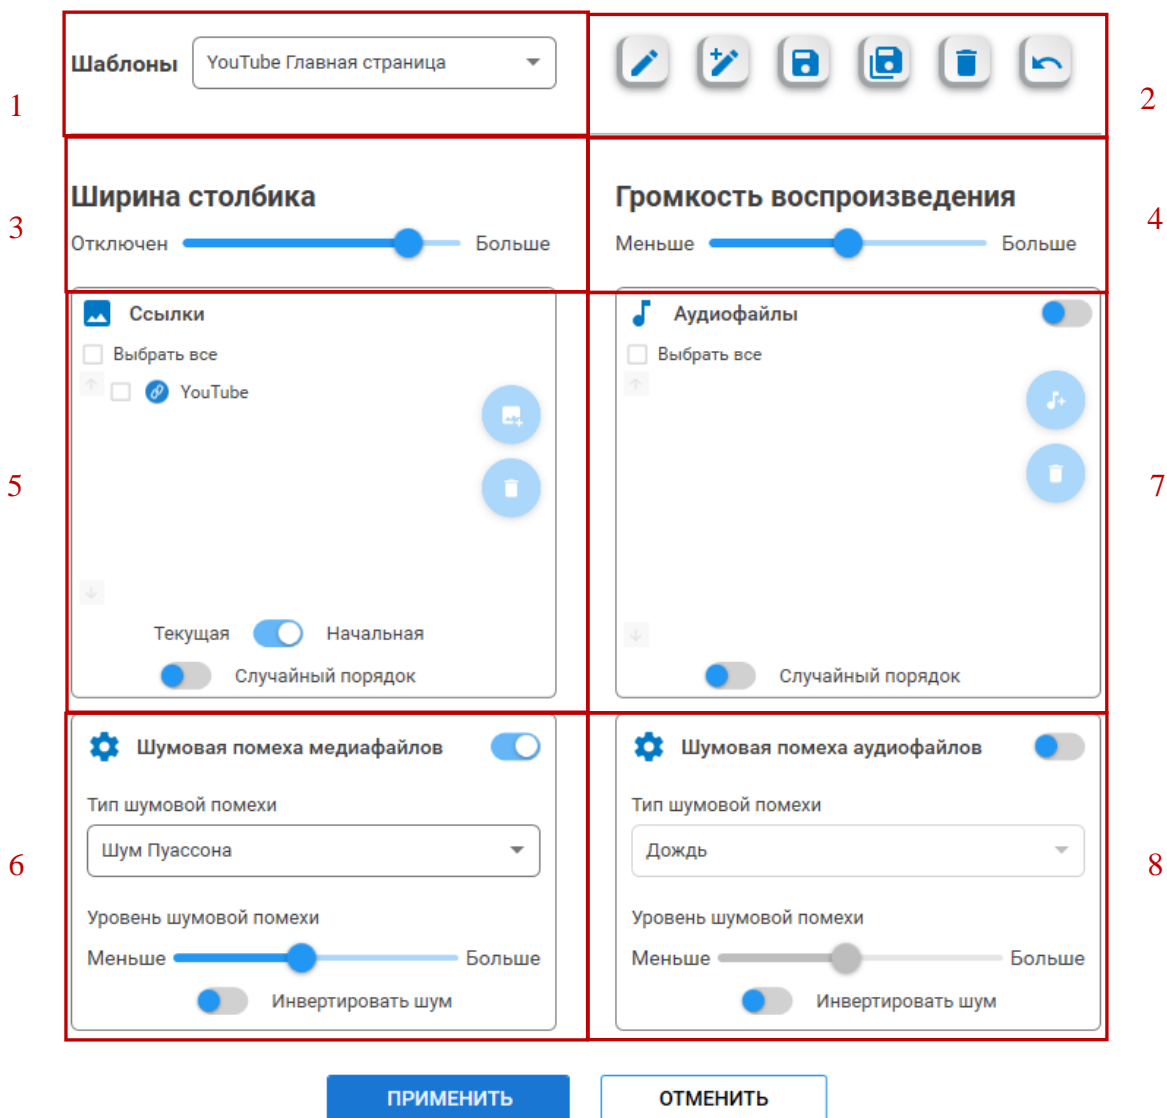 Шаблоны YouTube Главная страница
1
2
Ширина столбика
Отключен Больше
3
Громкость воспроизведения
Меньше Больше
4
Ссылки
Выбрать все
YouTube
Текущая Начальная
Случайный порядок
5
Аудиофайлы
Выбрать все
Случайный порядок
7
Шумовая помеха медиафайлов
Тип шумовой помехи
Шум Пуассона
Уровень шумовой помехи
Меньше Больше
Инвертировать шум
6
Шумовая помеха аудиофайлов
Тип шумовой помехи
Дождь
Уровень шумовой помехи
Меньше Больше
Инвертировать шум
8
ПРИМЕНИТЬ ОТМЕНИТЬ